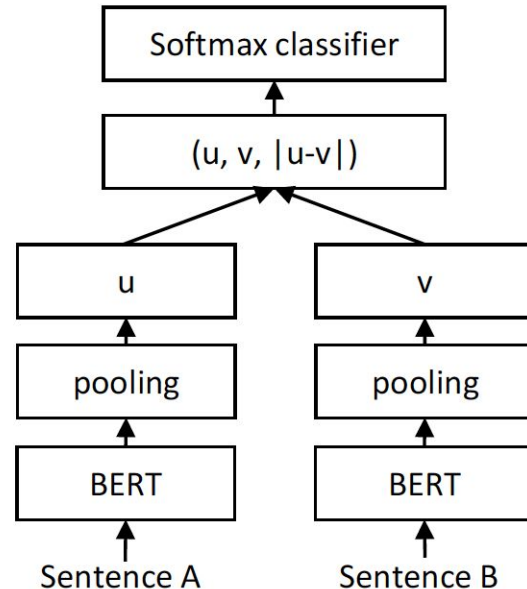 Softmax classifier
(u, v, |u-v|)
u v
pooling pooling
BERT BERT
Sentence A Sentence B